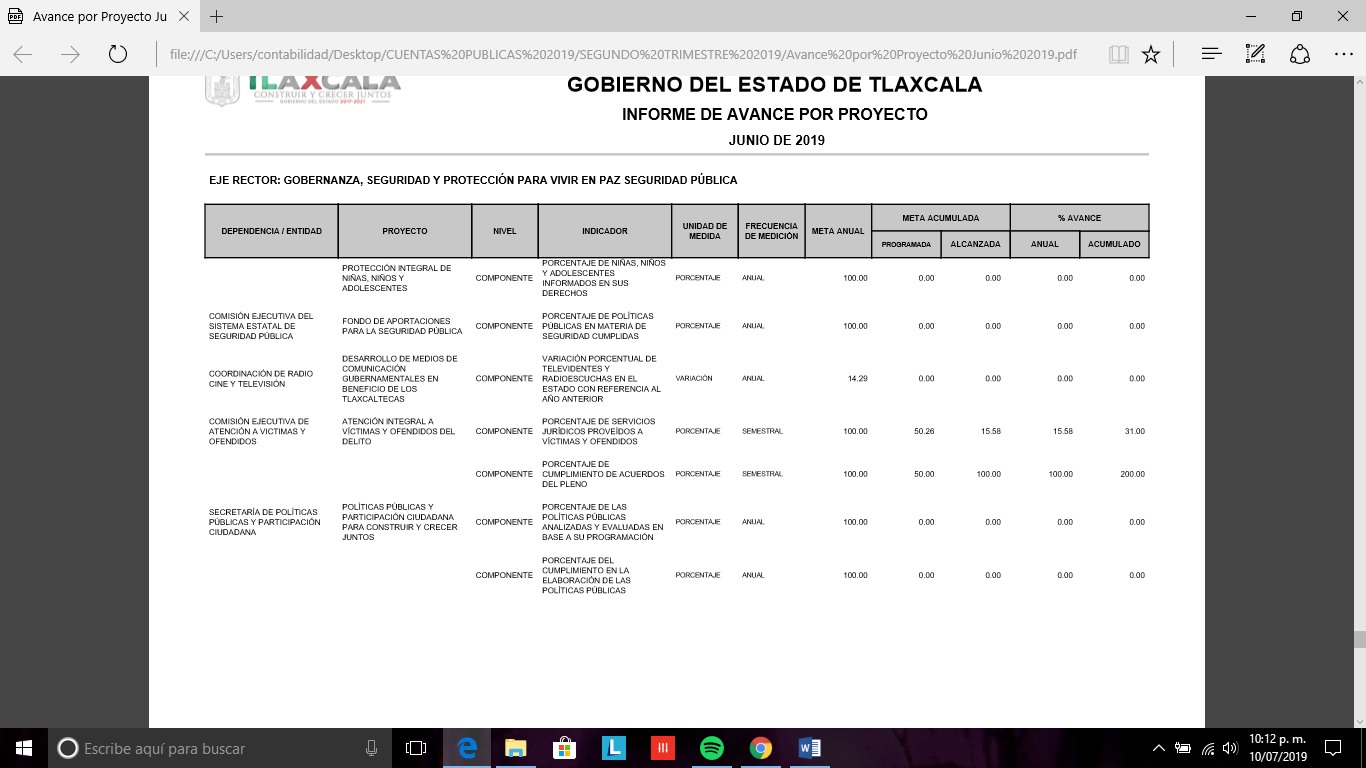 Avance por Proyecto Ju
file:///C:/Users/contabilidad/Desktop/CUENTAS%20PUBLICAS%202019/SEGUNDO%20TRIMESTRE%202019/Avance%20por%20Proyecto%20Junio%202019.pdf
TLAXCALA
CONSTRUIR Y CRECER JUNTOS
GOBIERNO DEL ESTADO 2017-2021
GOBIERNO DEL ESTADO DE TLAXCALA
INFORME DE AVANCE POR PROYECTO
JUNIO DE 2019
EJE RECTOR: GOBERNANZA, SEGURIDAD Y PROTECCIÓN PARA VIVIR EN PAZ SEGURIDAD PÚBLICA
DEPENDENCIA / ENTIDAD
PROYECTO
NIVEL
INDICADOR
UNIDAD DE
MEDIDA
FRECUENCIA
DE MEDICIÓN
META ANUAL
META ACUMULADA
PROGRAMADA
ALCANZADA
% AVANCE
ANUAL
ACUMULADO
PROTECCIÓN INTEGRAL DE
NIÑAS, NIÑOS Y
ADOLESCENTES
COMPONENTE
PORCENTAJE DE NIÑAS, NIÑOS
Y ADOLESCENTES
INFORMADOS EN SUS
DERECHOS
PORCENTAJE
ANUAL
100.00
0.00
0.00
0.00
0.00
COMISIÓN EJECUTIVA DEL
SISTEMA ESTATAL DE
SEGURIDAD PÚBLICA
FONDO DE APORTACIONES
PARA LA SEGURIDAD PÚBLICA
COMPONENTE
PORCENTAJE DE POLÍTICAS
PÚBLICAS EN MATERIA DE
SEGURIDAD CUMPLIDAS
PORCENTAJE
ANUAL
100.00
0.00
0.00
0.00
0.00
COORDINACIÓN DE RADIO
CINE Y TELEVISIÓN
DESARROLLO DE MEDIOS DE
COMUNICACIÓN
GUBERNAMENTALES EN
BENEFICIO DE LOS
TLAXCALTECAS
COMPONENTE
VARIACIÓN PORCENTUAL DE
TELEVIDENTES Y
RADIOESCUCHAS EN EL
ESTADO CON REFERENCIA AL
AÑO ANTERIOR
VARIACIÓN
ANUAL
14.29
0.00
0.00
0.00
0.00
COMISIÓN EJECUTIVA DE
ATENCIÓN A VICTIMAS Y
OFENDIDOS
ATENCIÓN INTEGRAL A
VÍCTIMAS Y OFENDIDOS DEL
DELITO
COMPONENTE
PORCENTAJE DE SERVICIOS
JURÍDICOS PROVEÍDOS A
VÍCTIMAS Y OFENDIDOS
PORCENTAJE
SEMESTRAL
100.00
50.26
15.58
15.58
31.00
COMPONENTE
PORCENTAJE DE
CUMPLIMIENTO DE ACUERDOS
DEL PLENO
PORCENTAJE
SEMESTRAL
100.00
50.00
100.00
100.00
200.00
SECRETARÍA DE POLÍTICAS
PÚBLICAS Y PARTICIPACIÓN
CIUDADANA
POLÍTICAS PÚBLICAS Y
PARTICIPACIÓN CIUDADANA
PARA CONSTRUIR Y CRECER
JUNTOS
COMPONENTE
PORCENTAJE DE LAS
POLÍTICAS PÚBLICAS
ANALIZADAS Y EVALUADAS EN
BASE A SU PROGRAMACIÓN
PORCENTAJE
ANUAL
100.00
0.00
0.00
0.00
0.00
COMPONENTE
PORCENTAJE DEL
CUMPLIMIENTO EN LA
ELABORACIÓN DE LAS
POLÍTICAS PÚBLICAS
PORCENTAJE
ANUAL
100.00
0.00
0.00
0.00
0.00
Escribe aquí para buscar
10:12 p. m.
10/07/2019